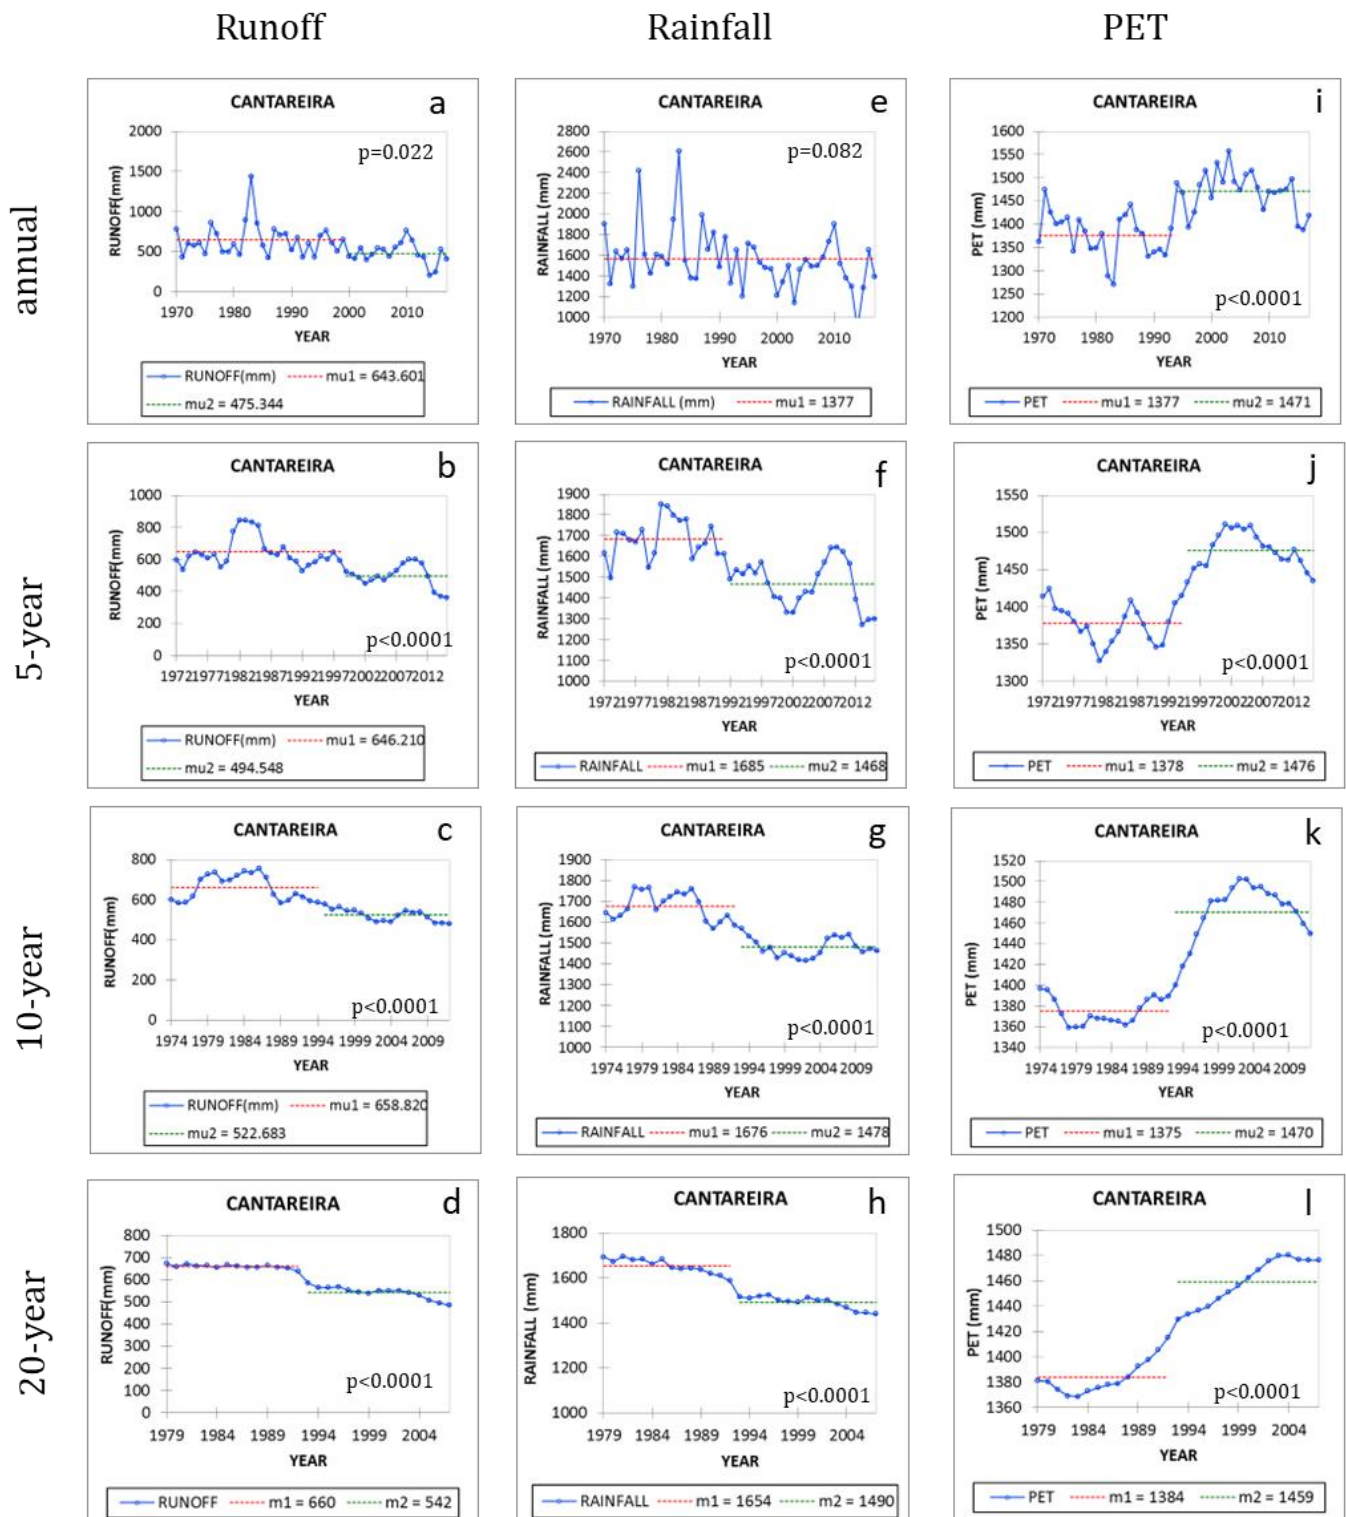 Runoff
Rainfall
PET
annual
CANTAREIRA
a
p=0.022
RUNOFF(mm)
2000
1500
1000
500
0
1970 1980 1990 2000 2010
YEAR
RUNOFF(mm) mu1 = 643.601
mu2 = 475.344
CANTAREIRA
e
p=0.082
RAINFALL (mm)
2800
2600
2400
2200
2000
1800
1600
1400
1200
1000
1970 1980 1990 2000 2010
YEAR
RAINFALL (mm) mu1 = 1377
CANTAREIRA
i
p<0.0001
PET (mm)
1600
1550
1500
1450
1400
1350
1300
1250
1200
1970 1980 1990 2000 2010
YEAR
PET mu1 = 1377 mu2 = 1471
5-year
CANTAREIRA
b
p<0.0001
RUNOFF(mm)
1000
800
600
400
200
0
197219771982198719921997200220072012
YEAR
RUNOFF(mm) mu1 = 646.210
mu2 = 494.548
CANTAREIRA
f
p<0.0001
RAINFALL (mm)
1900
1800
1700
1600
1500
1400
1300
1200
1100
1000
197219771982198719921997200220072012
YEAR
RAINFALL mu1 = 1685 mu2 = 1468
CANTAREIRA
j
p<0.0001
PET (mm)
1550
1500
1450
1400
1350
1300
197219771982198719921997200220072012
YEAR
PET mu1 = 1378 mu2 = 1476
10-year
CANTAREIRA
c
p<0.0001
RUNOFF(mm)
800
600
400
200
0
1974 1979 1984 1989 1994 1999 2004 2009
YEAR
RUNOFF(mm) mu1 = 658.820
mu2 = 522.683
CANTAREIRA
g
p<0.0001
RAINFALL (mm)
1900
1800
1700
1600
1500
1400
1300
1200
1100
1000
1974 1979 1984 1989 1994 1999 2004 2009
YEAR
RAINFALL mu1 = 1676 mu2 = 1478
CANTAREIRA
k
p<0.0001
PET (mm)
1520
1500
1480
1460
1440
1420
1400
1380
1360
1340
1974 1979 1984 1989 1994 1999 2004 2009
YEAR
PET mu1 = 1375 mu2 = 1470
20-year
CANTAREIRA
d
p<0.0001
RUNOFF(mm)
800
700
600
500
400
300
200
100
0
1979 1984 1989 1994 1999 2004
YEAR
RUNOFF m1 = 660 m2 = 542
CANTAREIRA
h
p<0.0001
RAINFALL (mm)
1800
1600
1400
1200
1000
1979 1984 1989 1994 1999 2004
YEAR
RAINFALL m1 = 1654 m2 = 1490
CANTAREIRA
l
p<0.0001
PET (mm)
1500
1480
1460
1440
1420
1400
1380
1360
1979 1984 1989 1994 1999 2004
YEAR
PET m1 = 1384 m2 = 1459